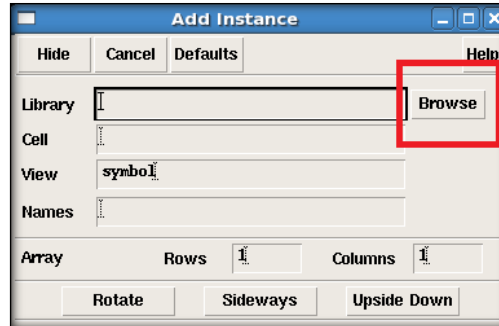 Add Instance
Hide Cancel Defaults Help
Library Browse
Cell
View symbol
Names
Array Rows 1 Columns 1
Rotate Sideways Upside Down